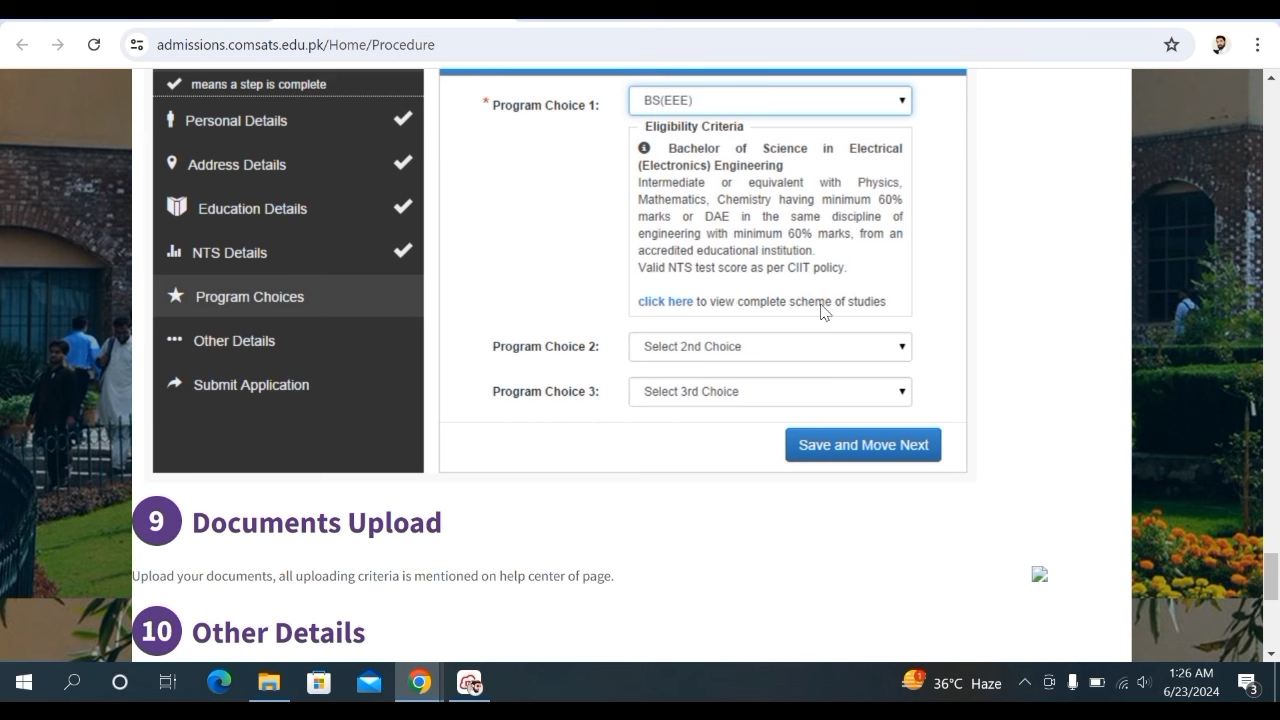 admissions.comsats.edu.pk/Home/Procedure
means a step is complete
Personal Details
Address Details
Education Details
NTS Details
Program Choices
Other Details
Submit Application
* Program Choice 1:
BS(EEE)
Eligibility Criteria
Bachelor of Science in Electrical
(Electronics) Engineering
Intermediate or equivalent with Physics,
Mathematics, Chemistry having minimum 60%
marks or DAE in the same discipline of
engineering with minimum 60% marks, from an
accredited educational institution.
Valid NTS test score as per CIIT policy.
click here to view complete scheme of studies
Program Choice 2:
Select 2nd Choice
Program Choice 3:
Select 3rd Choice
Save and Move Next
9 Documents Upload
Upload your documents, all uploading criteria is mentioned on help center of page.
10 Other Details
1
36°C Haze
1:26 AM
6/23/2024
3